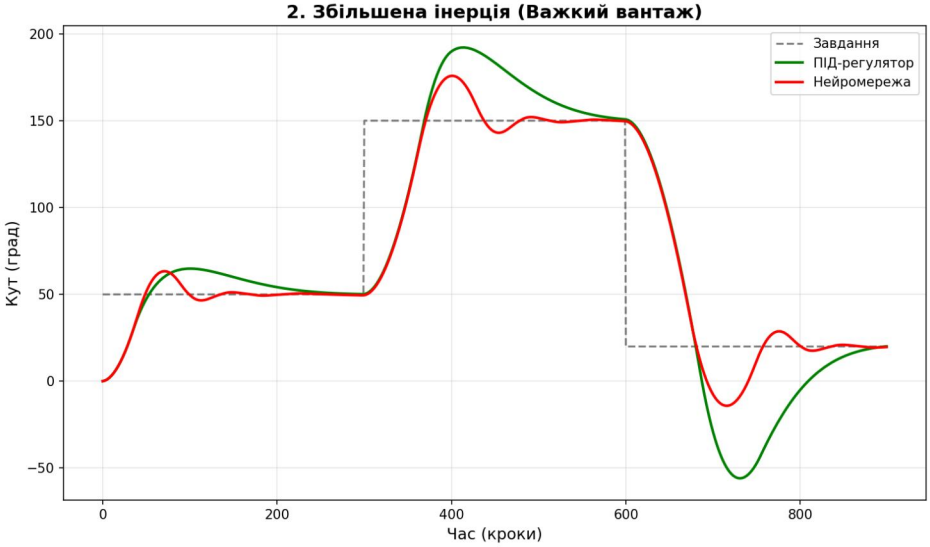 2. Збільшена інерція (Важкий вантаж)
Завдання
ПІД-регулятор
Нейромережа
Кут (град)
200
150
100
50
0
−50
0 200 400 600 800
Час (кроки)